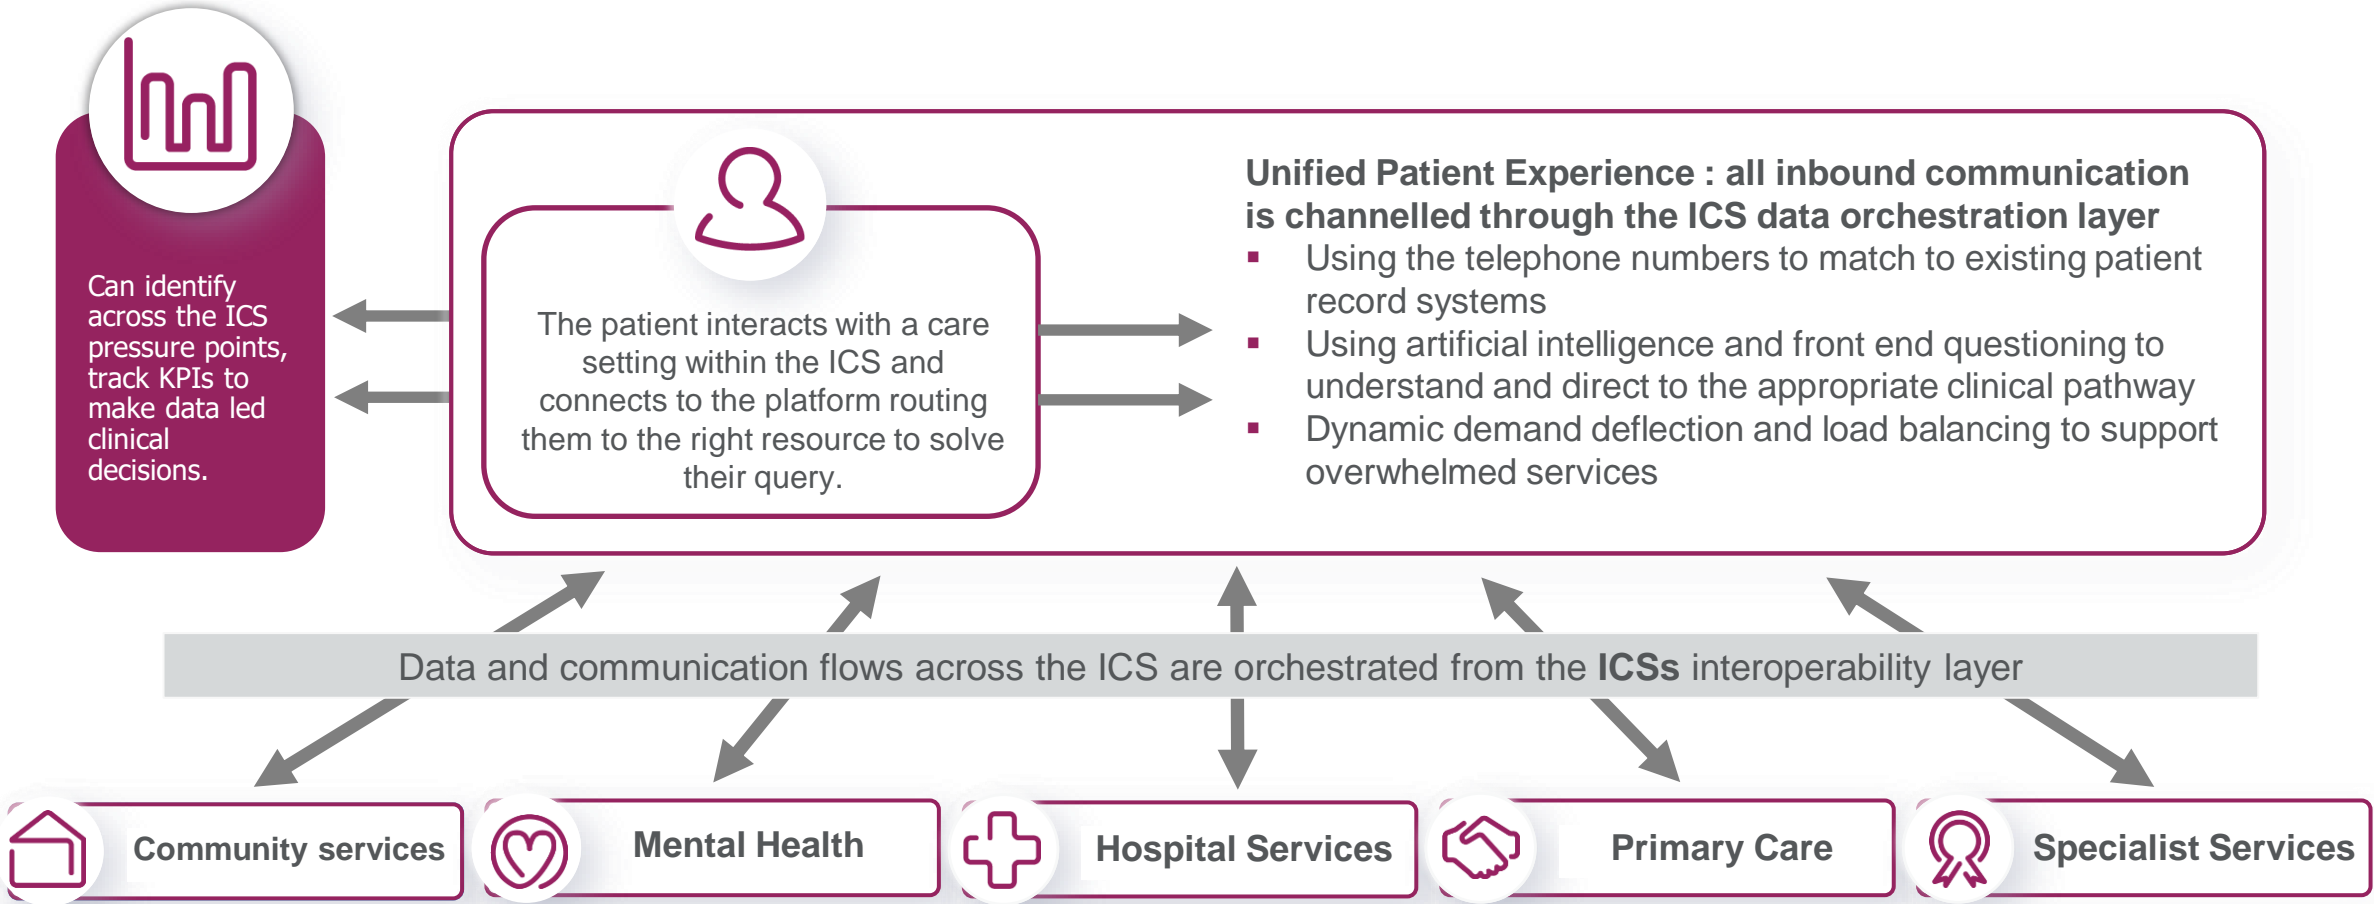 Can identify
across the ICS
pressure points,
track KPIs to
make data led
clinical
decisions.
The patient interacts with a care
setting within the ICS and
connects to the platform routing
them to the right resource to solve
their query.
Unified Patient Experience : all inbound communication
is channelled through the ICS data orchestration layer
▪ Using the telephone numbers to match to existing patient
record systems
▪ Using artificial intelligence and front end questioning to
understand and direct to the appropriate clinical pathway
▪ Dynamic demand deflection and load balancing to support
overwhelmed services
Data and communication flows across the ICS are orchestrated from the ICSs interoperability layer
Community services
Mental Health
Hospital Services
Primary Care
Specialist Services